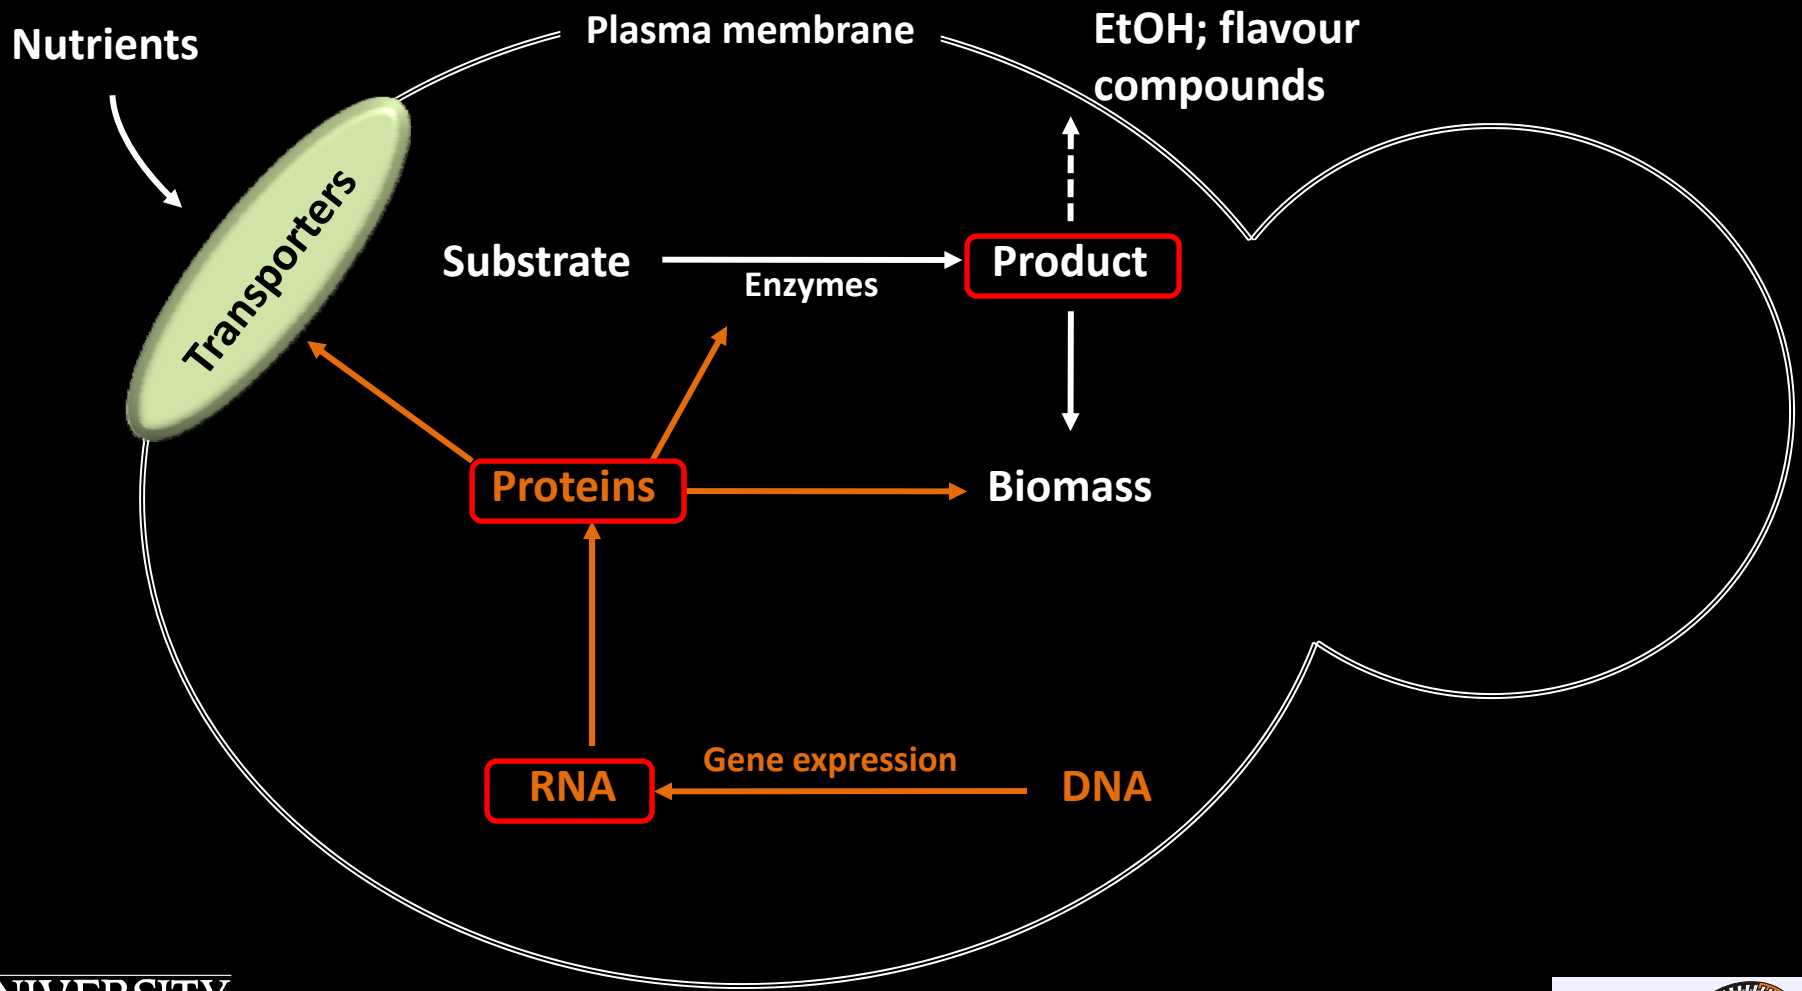 Nutrients
Plasma membrane
EtOH; flavour
compounds
Transporters
Substrate
Enzymes
Product
Proteins
Biomass
Gene expression
RNA
DNA